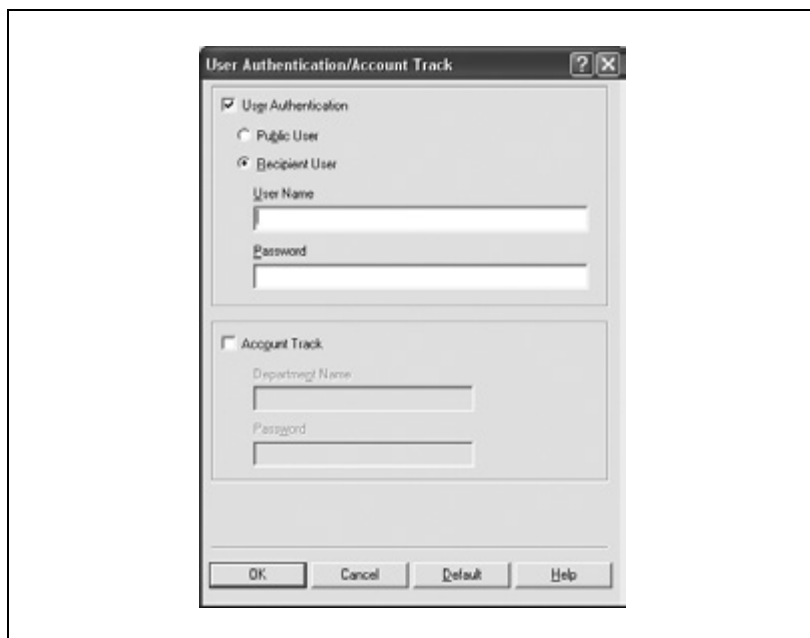 User Authentication/Account Track
User Authentication
Public User
Recipient User
User Name
Password
Account Track
Department Name
Password
OK Cancel Default Help